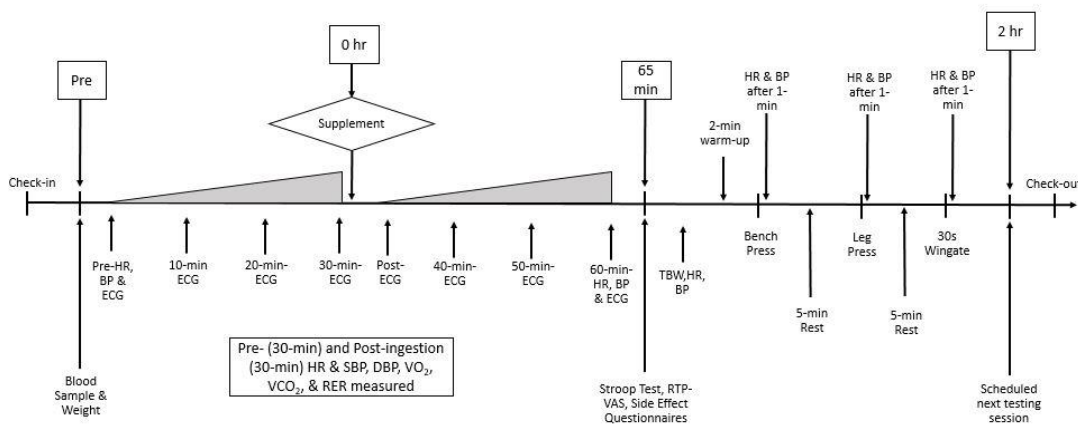 0 hr
2 hr
Pre
65
min
HR & BP
after 1-
min
HR & BP
after 1-
min
HR & BP
after 1-
min
Supplement
2-min
warm-up
Check-in
Check-out
Pre-HR,
BP &
ECG
10-min
ECG
20-min-
ECG
30-min-
ECG
Post-
ECG
40-min-
ECG
50-min-
ECG
60-min-
HR, BP
& ECG
TBW,HR,
BP
Bench
Press
Leg
Press
30s
Wingate
5-min
Rest
5-min
Rest
Pre- (30-min) and Post-ingestion
(30-min) HR & SBP, DBP, VO₂,
VCO₂, & RER measured
Blood
Sample &
Weight
Stroop Test, RTP-
VAS, Side Effect
Questionnaires
Scheduled
next testing
session